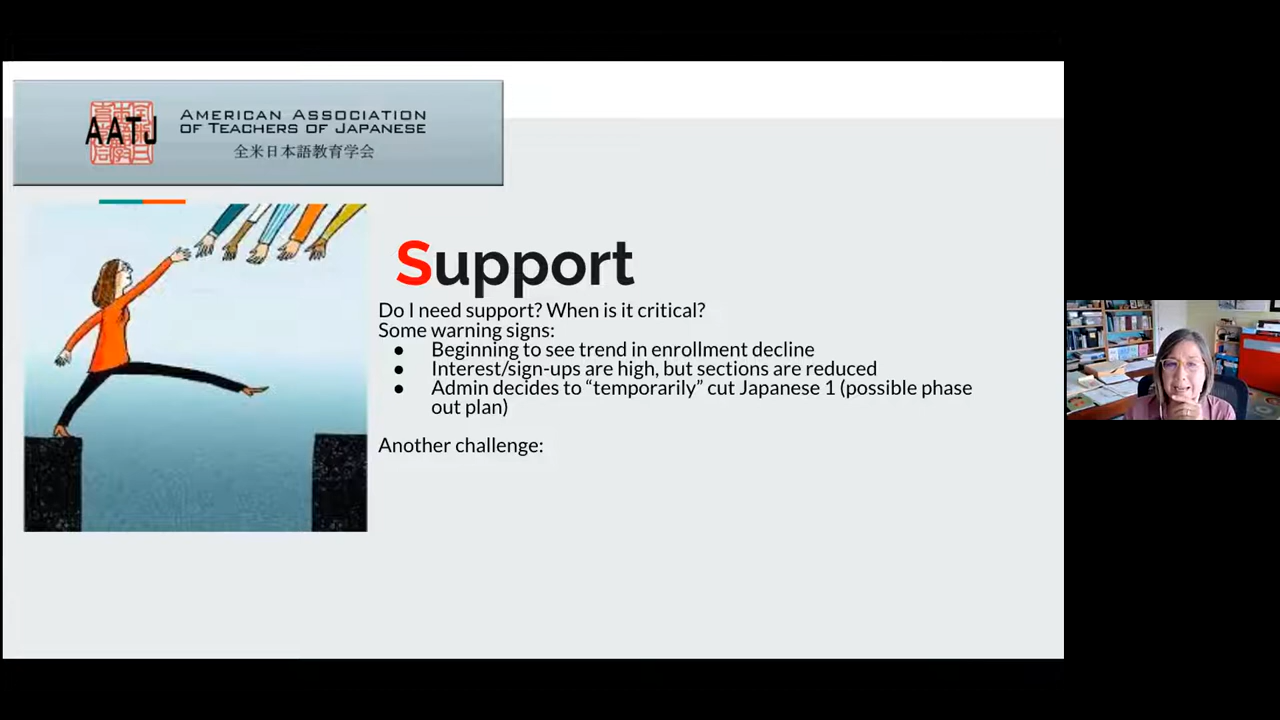 AATJ
AMERICAN ASSOCIATION
OF TEACHERS OF JAPANESE
全米日本語教育学会
Support
Do I need support? When is it critical?
Some warning signs:
● Beginning to see trend in enrollment decline
● Interest/sign-ups are high, but sections are reduced
● Admin decides to “temporarily” cut Japanese 1 (possible phase
out plan)
Another challenge: